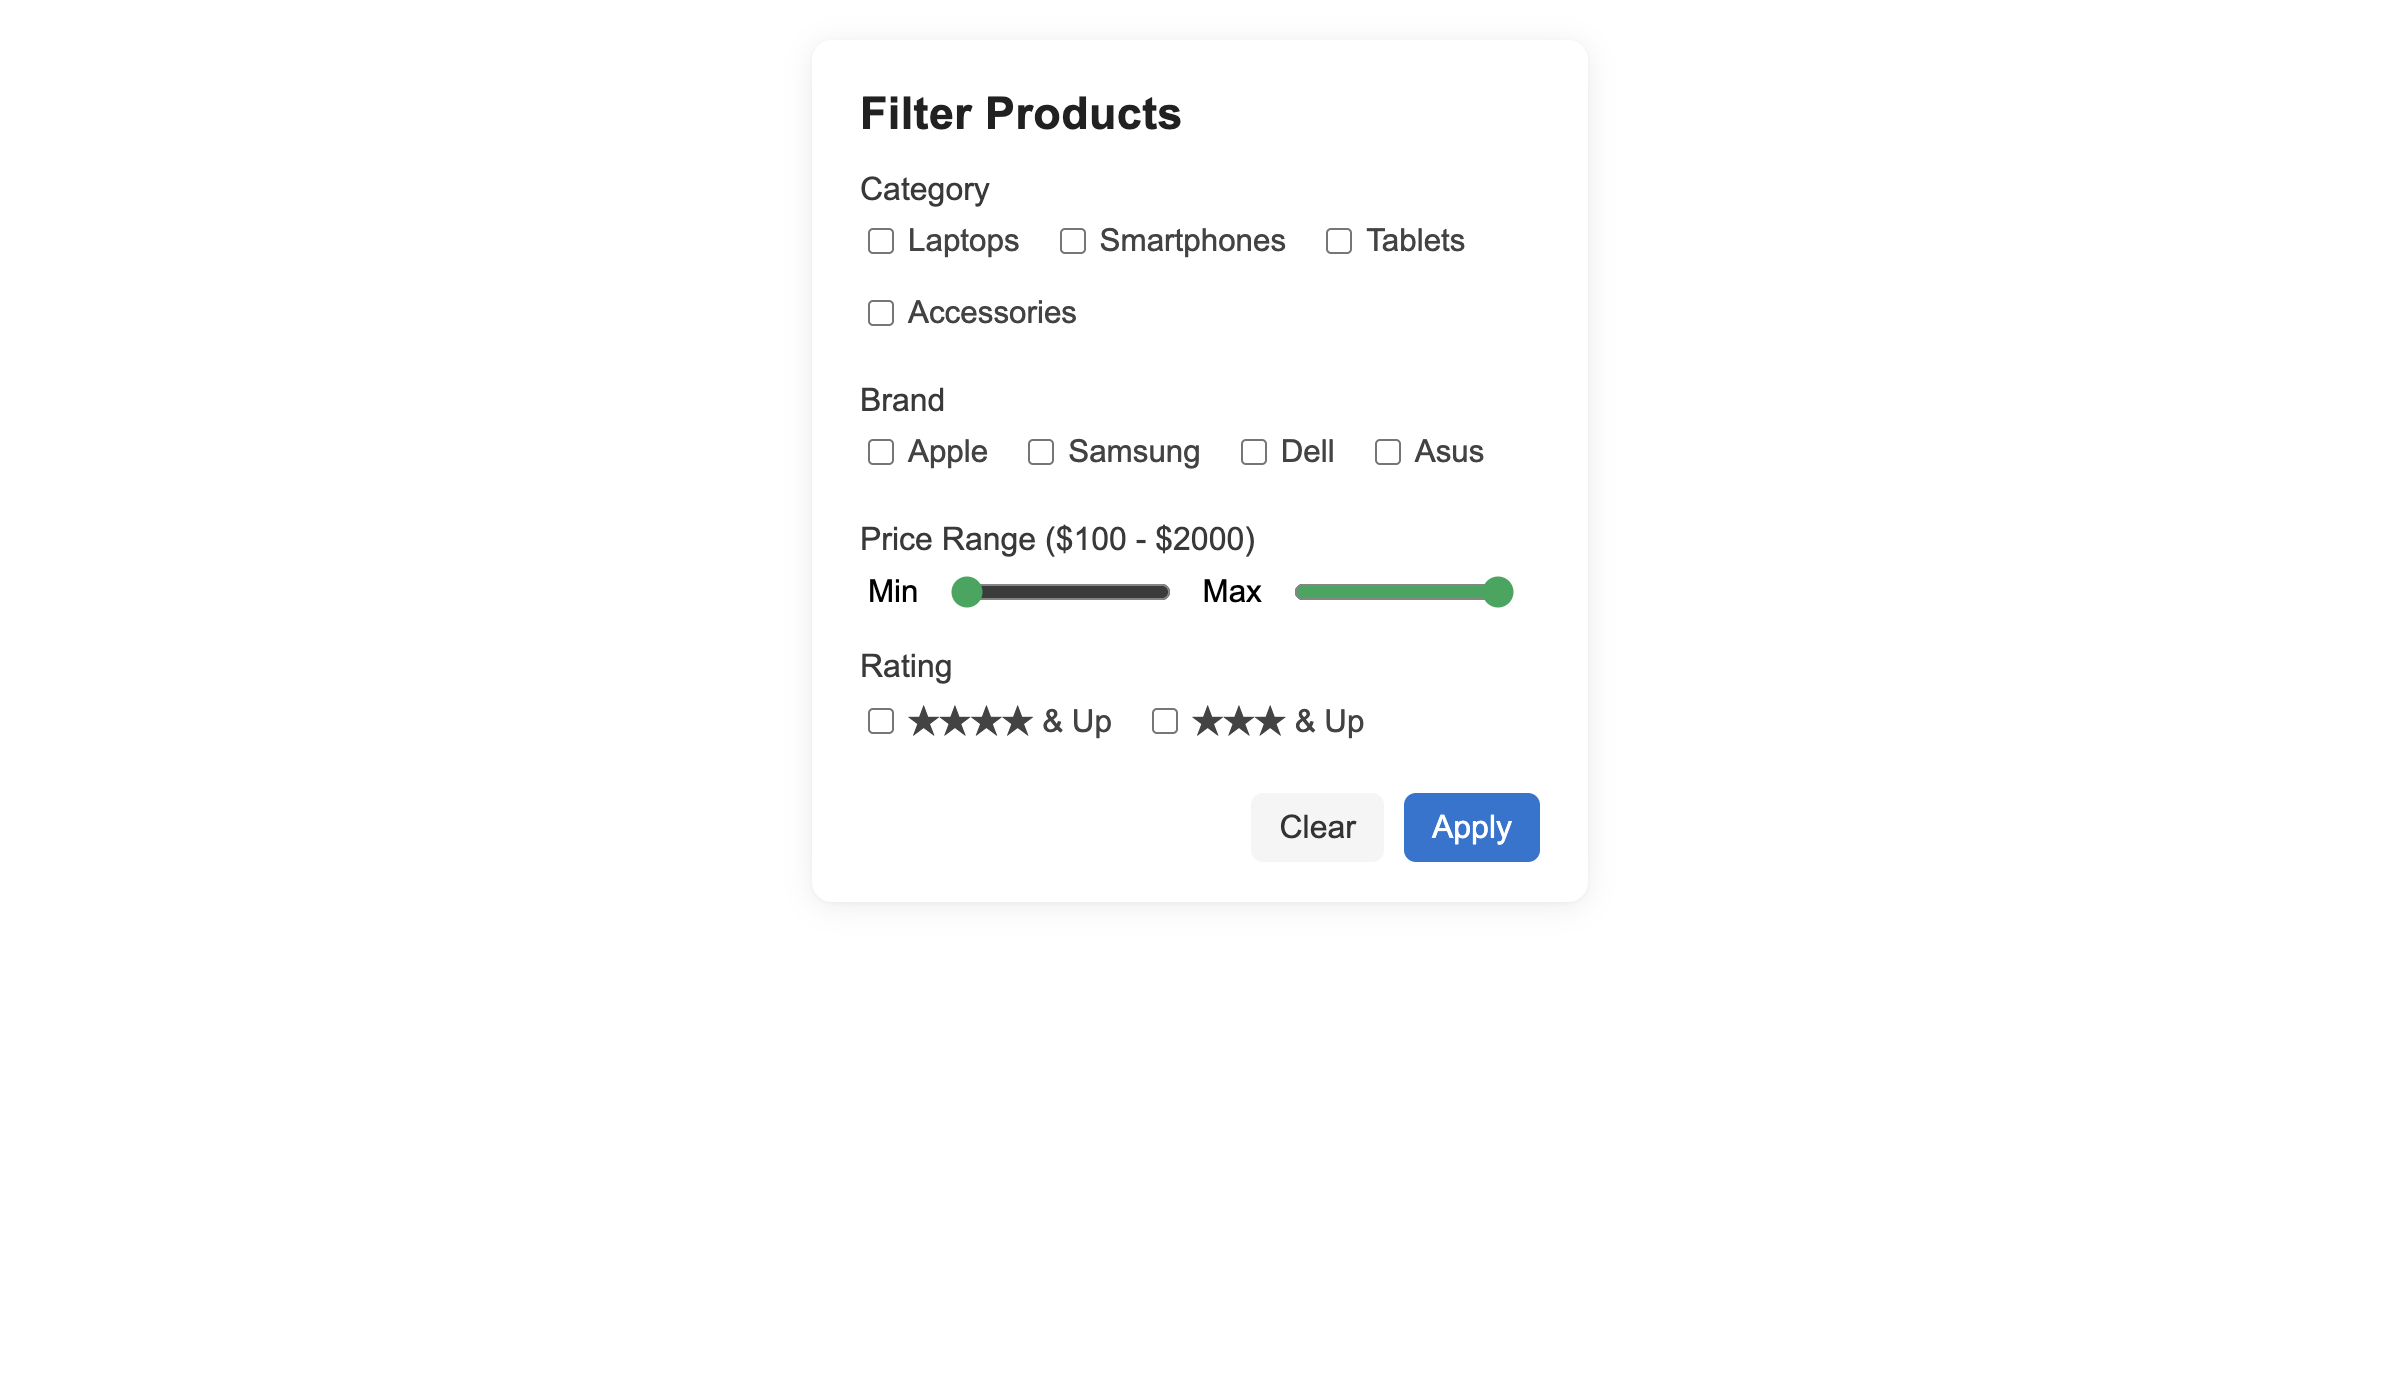 Filter Products
Category
Laptops Smartphones Tablets
Accessories
Brand
Apple Samsung Dell Asus
Price Range ($100 - $2000)
Min Max
Rating
★★★★ & Up ★★★ & Up
Clear Apply